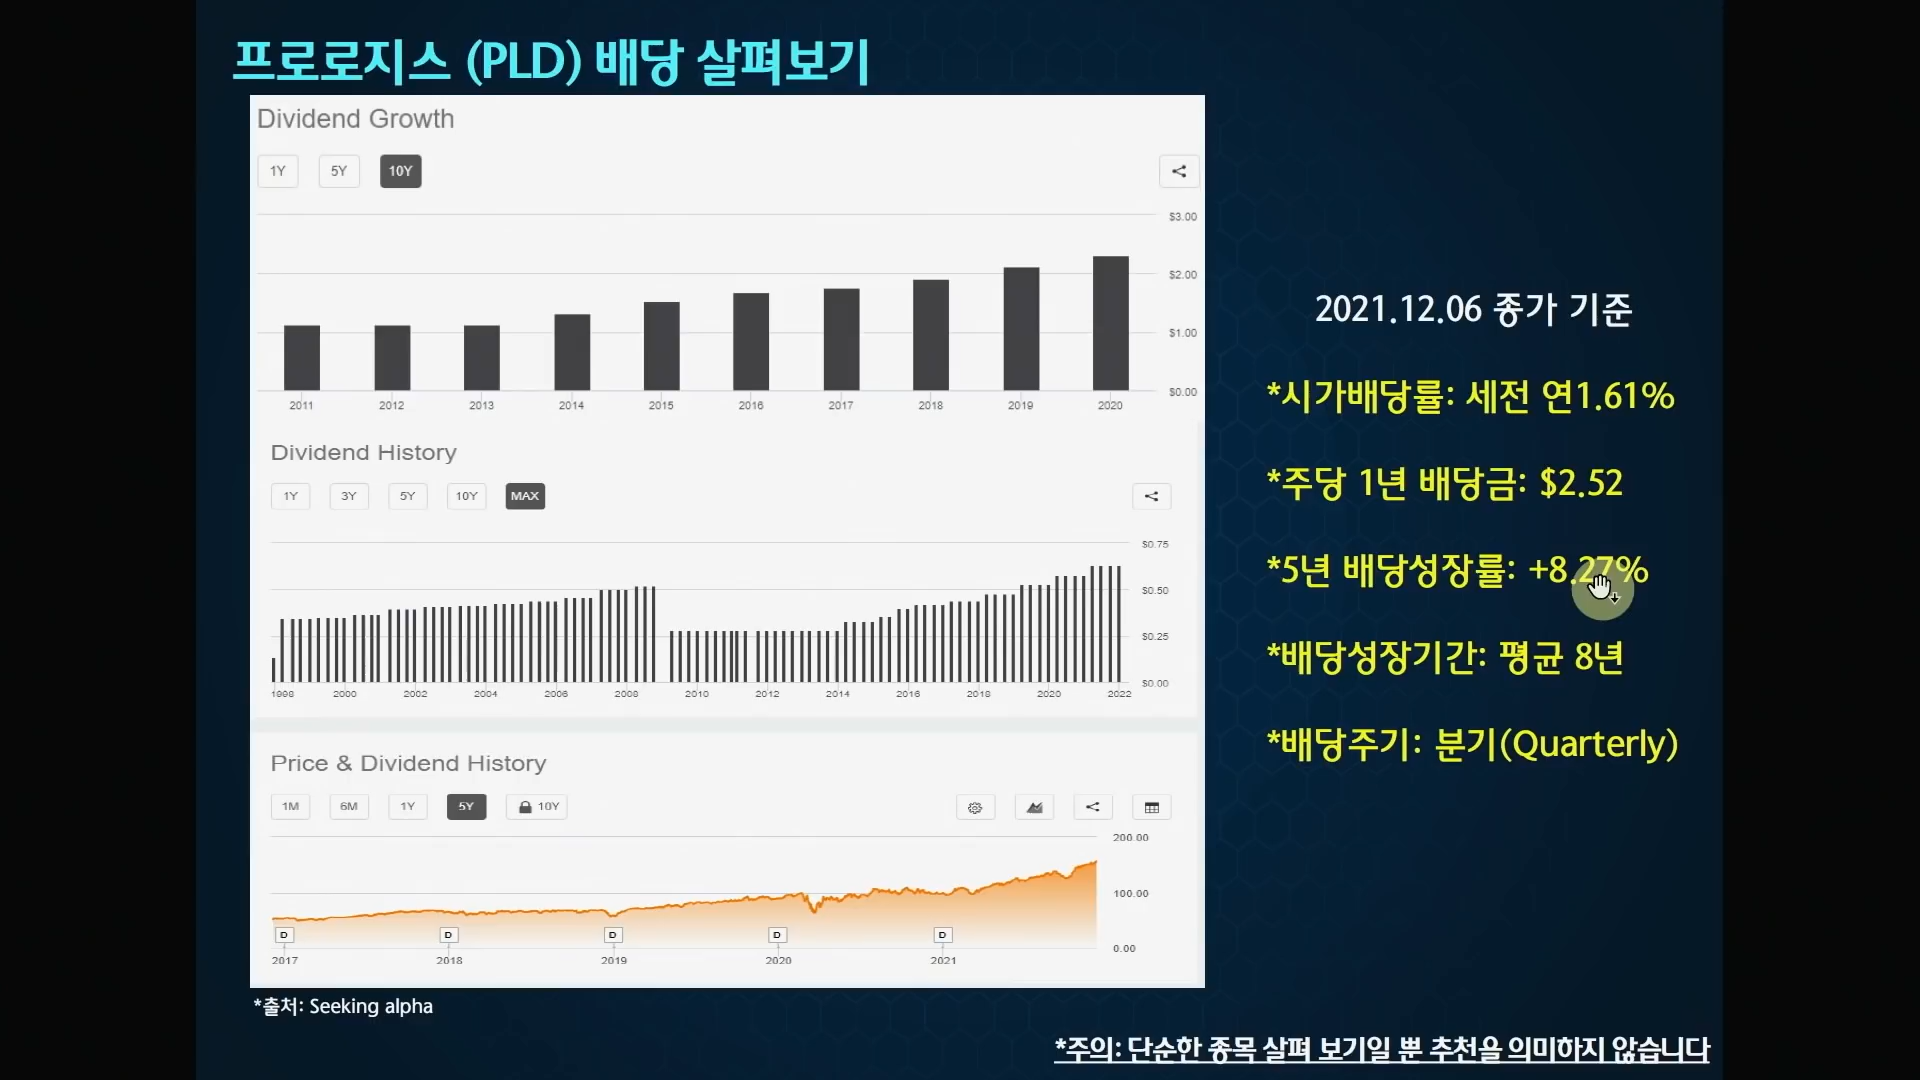 프로로지스 (PLD) 배당 살펴보기
Dividend Growth
1Y 5Y 10Y
$3.00
$2.00
$1.00
$0.00
2011 2012 2013 2014 2015 2016 2017 2018 2019 2020
Dividend History
1Y 3Y 5Y 10Y MAX
$0.75
$0.50
$0.25
$0.00
1998 2000 2002 2004 2006 2008 2010 2012 2014 2016 2018 2020 2022
Price & Dividend History
1M 6M 1Y 5Y 10Y
200.00
100.00
0.00
D D D D D
2017 2018 2019 2020 2021
*출처: Seeking alpha
2021.12.06 종가 기준
*시가배당률: 세전 연1.61%
*주당 1년 배당금: $2.52
*5년 배당성장률: +8.27%
*배당성장기간: 평균 8년
*배당주기: 분기(Quarterly)
*주의: 단순한 종목 살펴 보기일 뿐 추천을 의미하지 않습니다